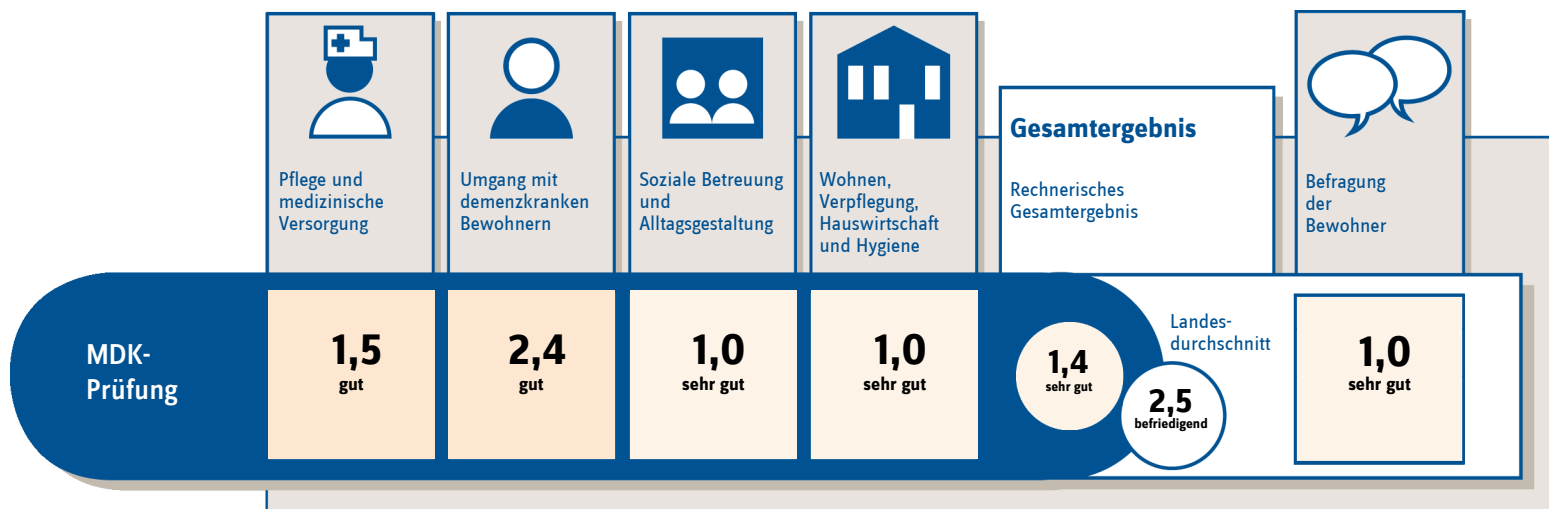 Pflege und
medizinische
Versorgung
Umgang mit
demenzkranken
Bewohnern
Soziale Betreuung
und
Alltagsgestaltung
Wohnen,
Verpflegung,
Hauswirtschaft
und Hygiene
Gesamtergebnis
Rechnerisches
Gesamtergebnis
Befragung
der
Bewohner
MDK-
Prüfung
1,5
gut
2,4
gut
1,0
sehr gut
1,0
sehr gut
1,4
sehr gut
Landes-
durchschnitt
2,5
befriedigend
1,0
sehr gut